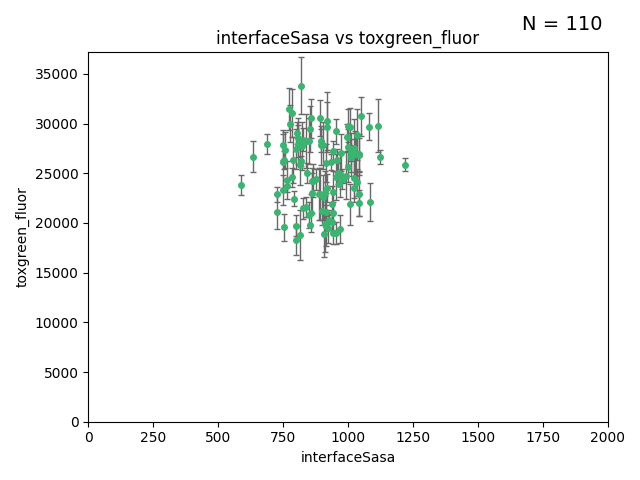 N = 110
interfaceSasa vs toxgreen_fluor
toxgreen_fluor
35000
30000
25000
20000
15000
10000
5000
0
0 250 500 750 1000 1250 1500 1750 2000
interfaceSasa